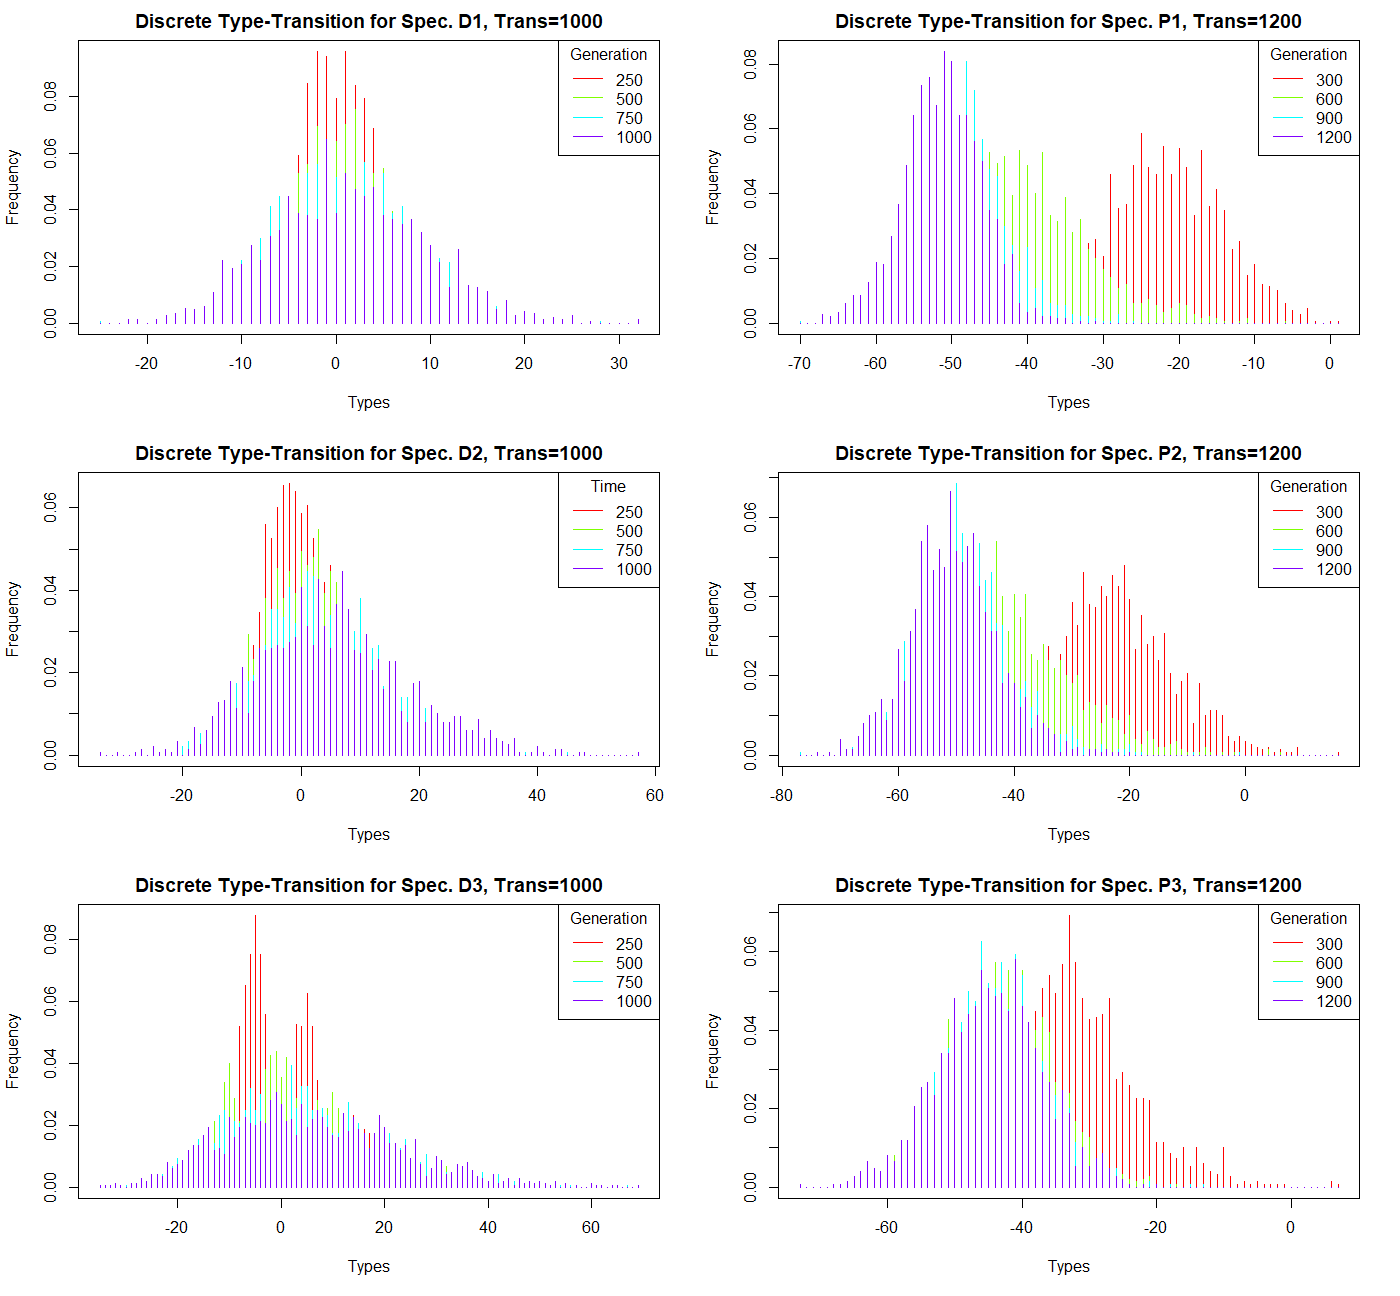 Discrete Type-Transition for Spec. D1, Trans=1000
Generation
250
500
750
1000
Frequency
0.00 0.02 0.04 0.06 0.08
-20 -10 0 10 20 30
Types
Discrete Type-Transition for Spec. P1, Trans=1200
Generation
300
600
900
1200
Frequency
0.00 0.02 0.04 0.06 0.08
-70 -60 -50 -40 -30 -20 -10 0
Types
Discrete Type-Transition for Spec. D2, Trans=1000
Time
250
500
750
1000
Frequency
0.00 0.02 0.04 0.06
-20 0 20 40 60
Types
Discrete Type-Transition for Spec. P2, Trans=1200
Generation
300
600
900
1200
Frequency
0.00 0.02 0.04 0.06
-80 -60 -40 -20 0
Types
Discrete Type-Transition for Spec. D3, Trans=1000
Generation
250
500
750
1000
Frequency
0.00 0.02 0.04 0.06 0.08
-20 0 20 40 60
Types
Discrete Type-Transition for Spec. P3, Trans=1200
Generation
300
600
900
1200
Frequency
0.00 0.02 0.04 0.06
-60 -40 -20 0
Types